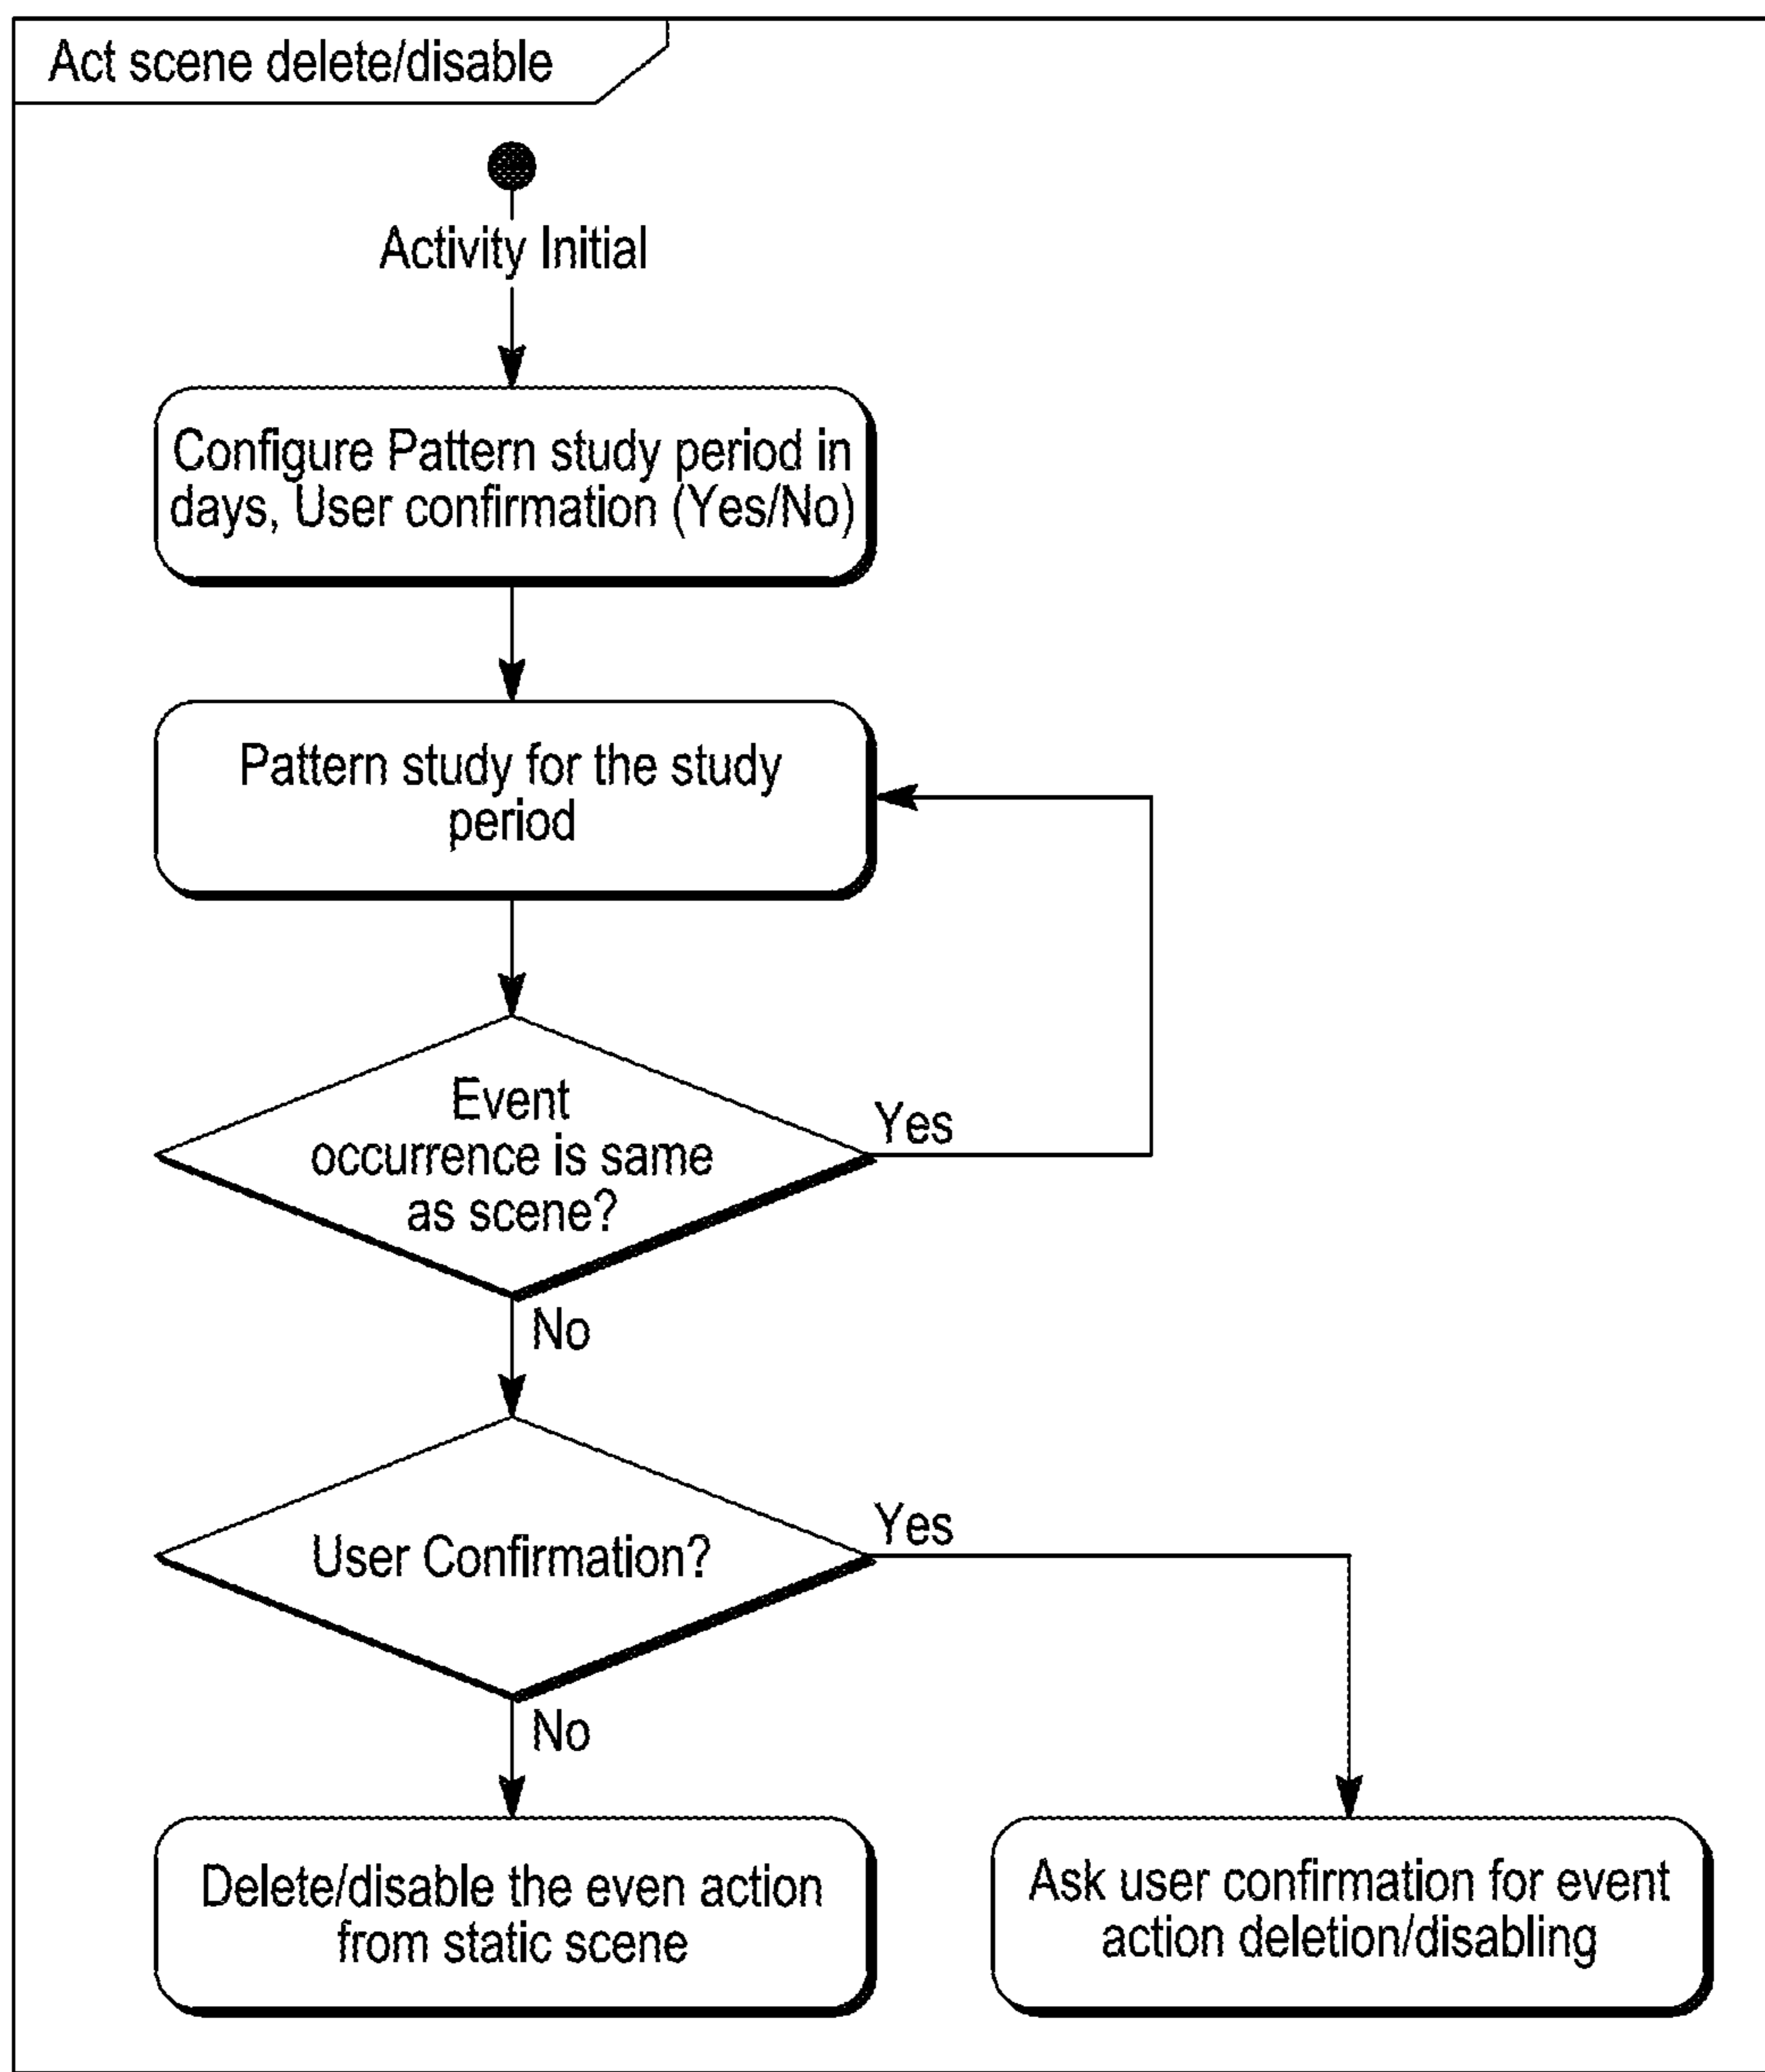 Act scene delete/disable
Activity Initial
Configure Pattern study period in
days, User confirmation (Yes/No)
Pattern study for the study
period
Event
occurrence is same
as scene?
Yes
No
User Confirmation?
Yes
No
Delete/disable the even action
from static scene
Ask user confirmation for event
action deletion/disabling